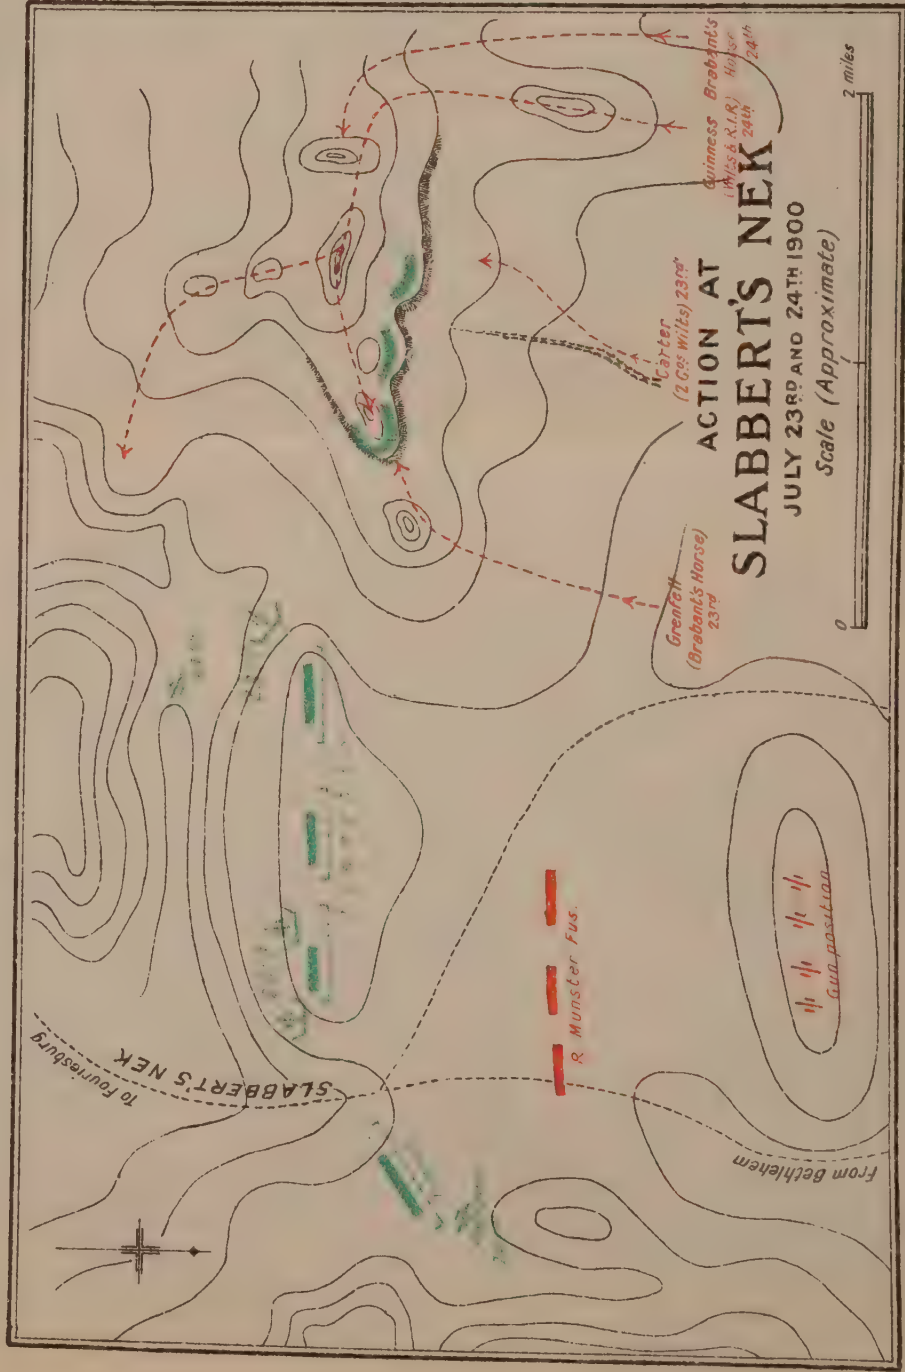 To Fouriesburg
SLABBERT'S NEK
From Bethlehem
R Munster Fus.
Gun position
Grenfell
(Brabant's Horse)
23rd
Carter
(2 Cos Wilts) 23rd
Guinness
(Wilts & R.I.R)
24th
Brabant's
Horse
24th
ACTION AT
SLABBERT'S NEK
JULY 23RD AND 24TH 1900
Scale (Approximate)
0
2 miles